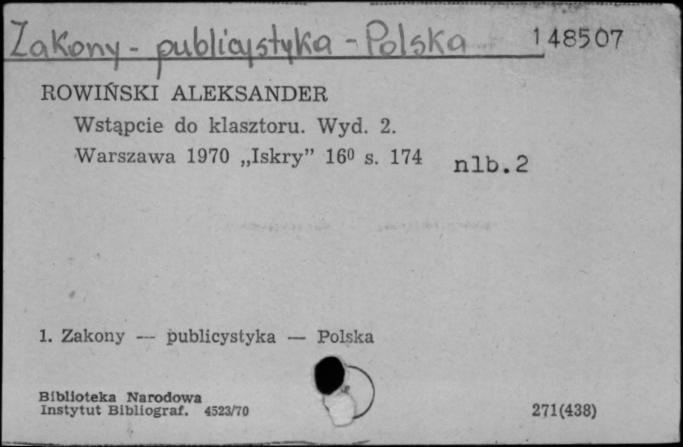 Zakony - publicystyka - Polska 148507
ROWIŃSKI ALEKSANDER
Wstąpcie do klasztoru. Wyd. 2.
Warszawa 1970 „Iskry” 16⁰ s. 174 nlb. 2
1. Zakony — publicystyka — Polska
Biblioteka Narodowa
Instytut Bibliograf. 4523/70 271(438)